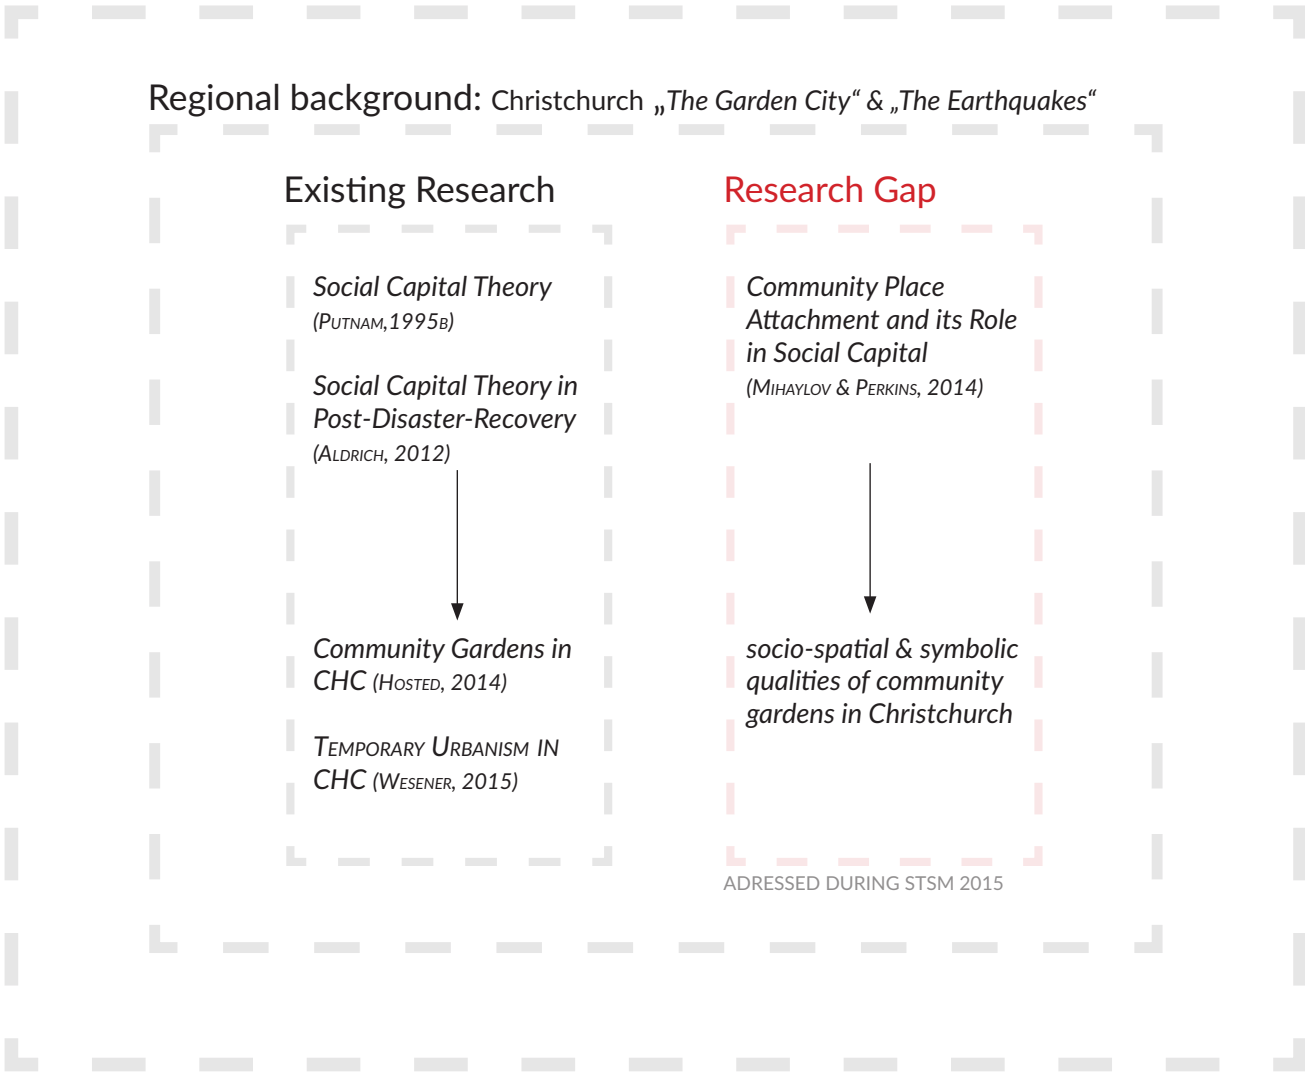 Regional background: Christchurch „The Garden City“ & „The Earthquakes“
Existing Research
Social Capital Theory
(Putnam,1995b)
Social Capital Theory in
Post-Disaster-Recovery
(Aldrich, 2012)
Community Gardens in
CHC (Hosted, 2014)
Temporary Urbanism IN
CHC (Wesener, 2015)
Research Gap
Community Place
Attachment and its Role
in Social Capital
(Mihaylov & Perkins, 2014)
socio-spatial & symbolic
qualities of community
gardens in Christchurch
ADRESSED DURING STSM 2015